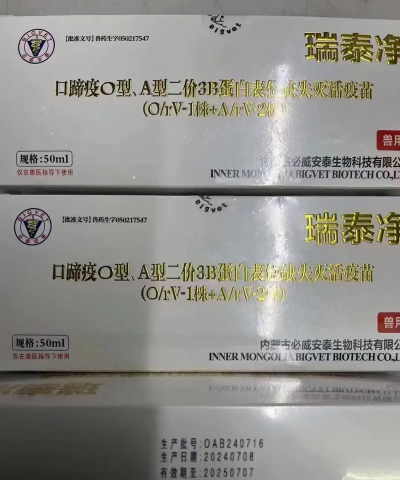 BIGVET
【批准文号】兽药生字050217547
Bigvet
瑞泰净
口蹄疫O型、A型二价3B蛋白表位缺失灭活疫苗
(O/rV-1株+A/rV-2株)
兽用
规格:50ml
仅在兽医指导下使用
内蒙古必威安泰生物科技有限公
INNER MONGOLIA BIGVET BIOTECH CO.,L
BIGVET
【批准文号】兽药生字050217547
Bigvet
瑞泰净
口蹄疫O型、A型二价3B蛋白表位缺失灭活疫苗
(O/rV-1株+A/rV-2株)
兽用
规格:50ml
仅在兽医指导下使用
内蒙古必威安泰生物科技有限公
INNER MONGOLIA BIGVET BIOTECH CO.,L
生产批号:OAB240716
生产日期:20240708
有效期至:20250707